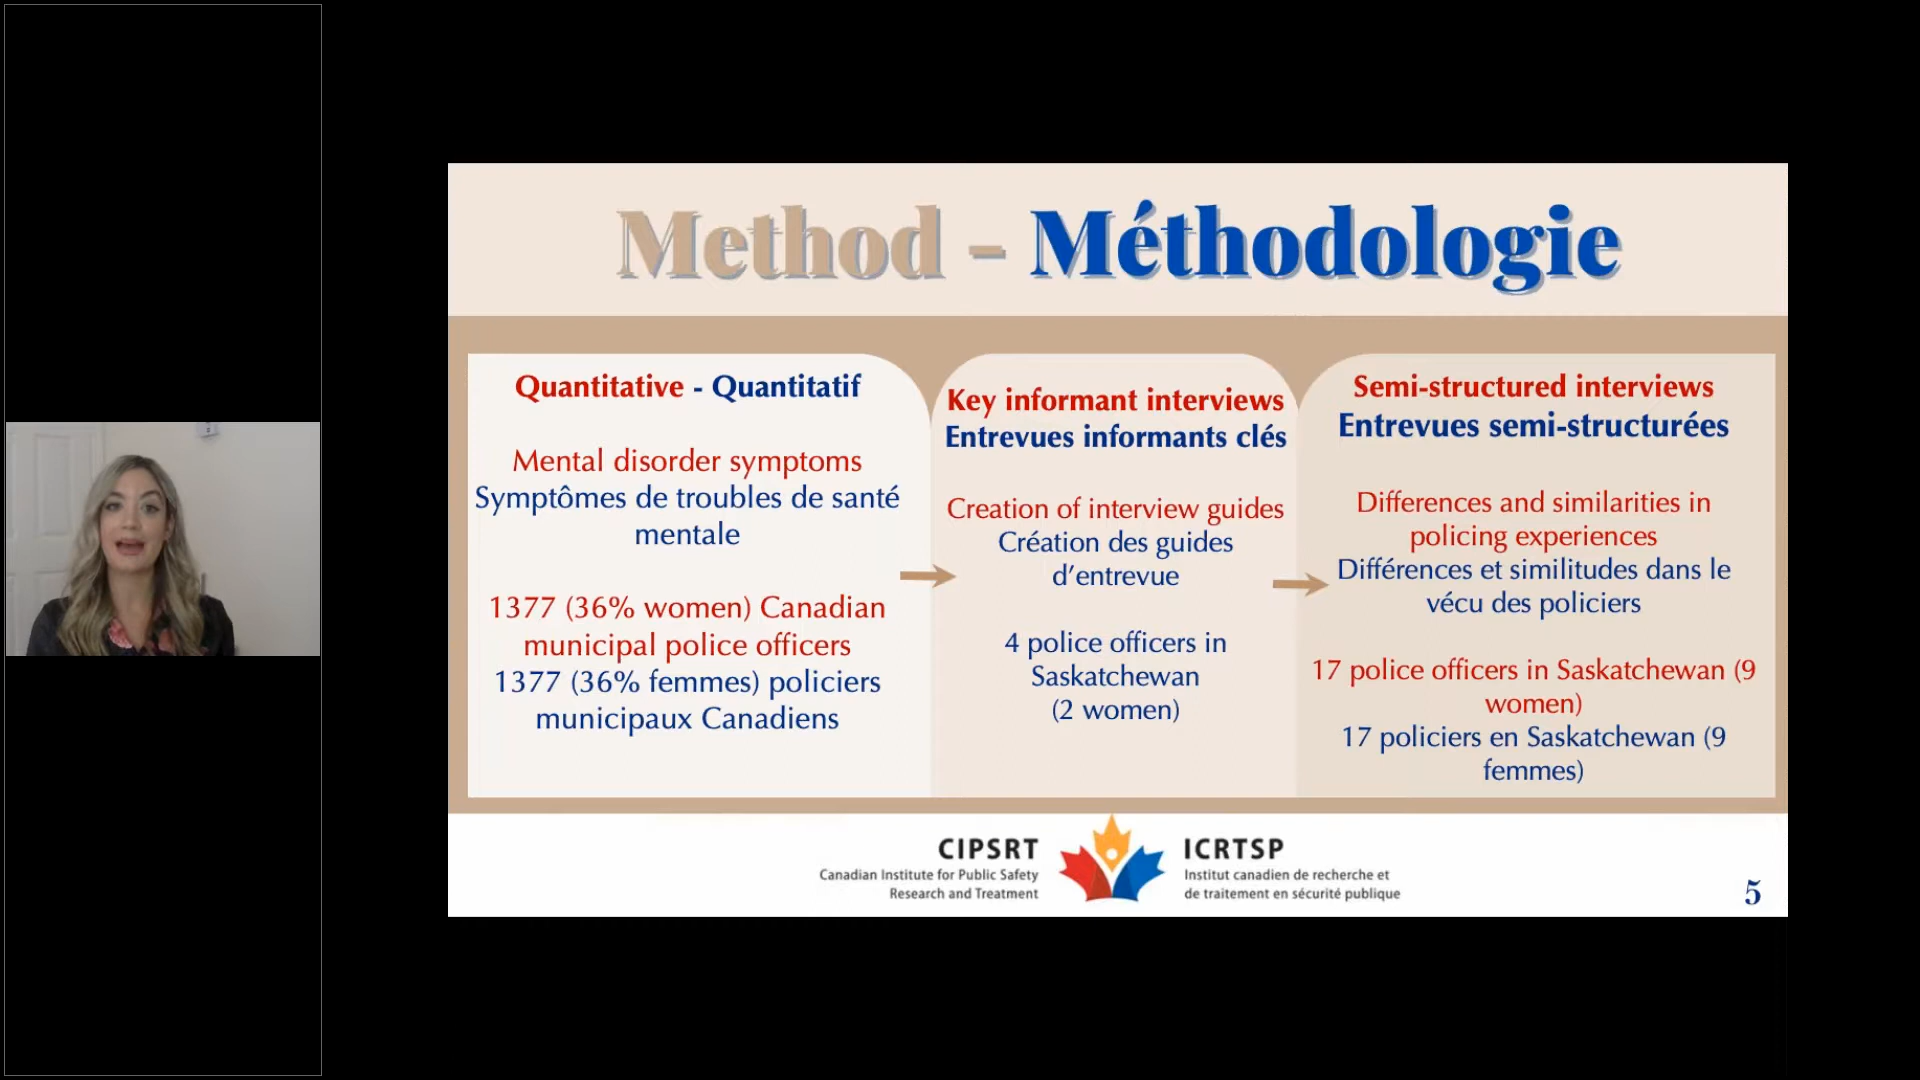 Method - Méthodologie
Quantitative - Quantitatif
Mental disorder symptoms
Symptômes de troubles de santé
mentale
1377 (36% women) Canadian
municipal police officers
1377 (36% femmes) policiers
municipaux Canadiens
Key informant interviews
Entrevues informants clés
Creation of interview guides
Création des guides
d’entrevue
4 police officers in
Saskatchewan
(2 women)
Semi-structured interviews
Entrevues semi-structurées
Differences and similarities in
policing experiences
Différences et similitudes dans le
vécu des policiers
17 police officers in Saskatchewan (9
women)
17 policiers en Saskatchewan (9
femmes)
CIPSRT
Canadian Institute for Public Safety
Research and Treatment
ICRTSP
Institut canadien de recherche et
de traitement en sécurité publique
5